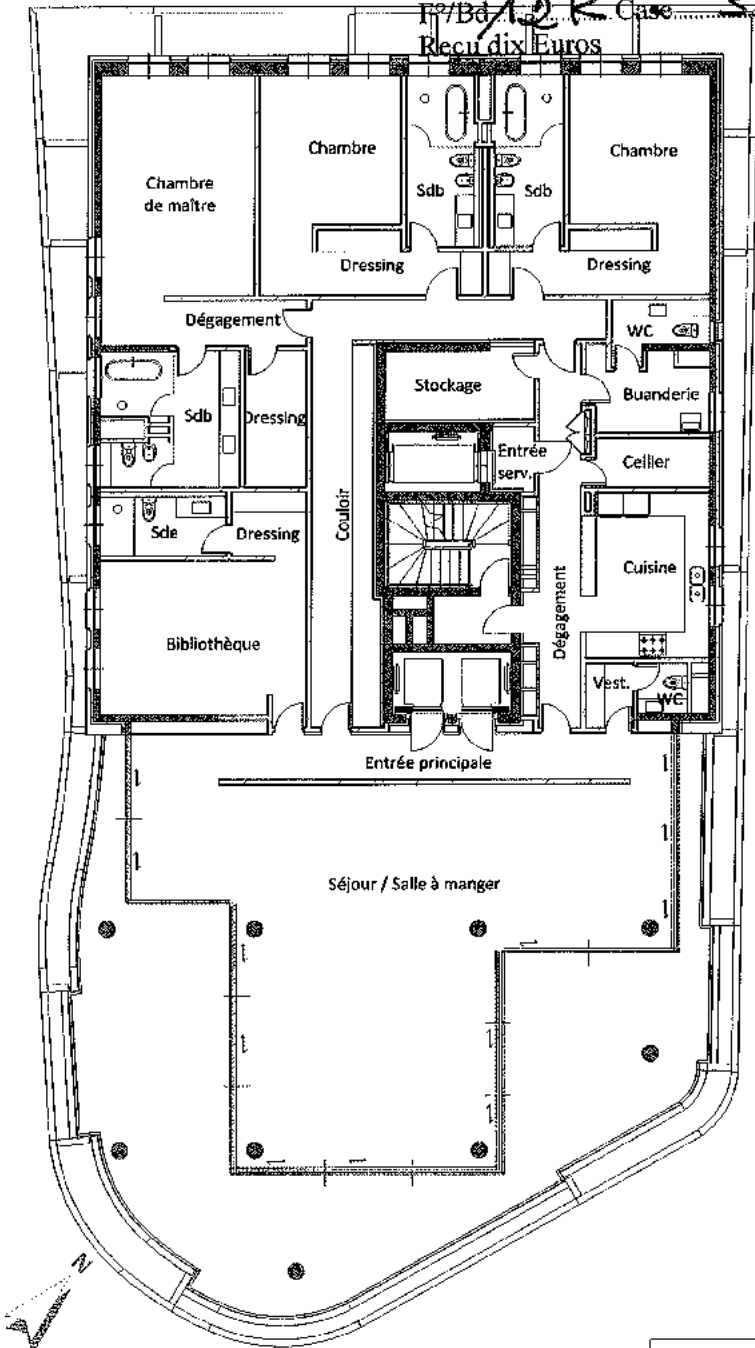 F°/Bd 12 K Case
Reçu dix Euros
Chambre
Chambre
Chambre
de maître
Sdb
Sdb
Dressing
Dressing
Dégagement
WC
Stockage
Buanderie
Sdb
Dressing
Entrée
serv.
Cellier
Sde
Dressing
Couloir
Cuisine
Dégagement
Bibliothèque
Vest.
WC
Entrée principale
Séjour / Salle à manger
N